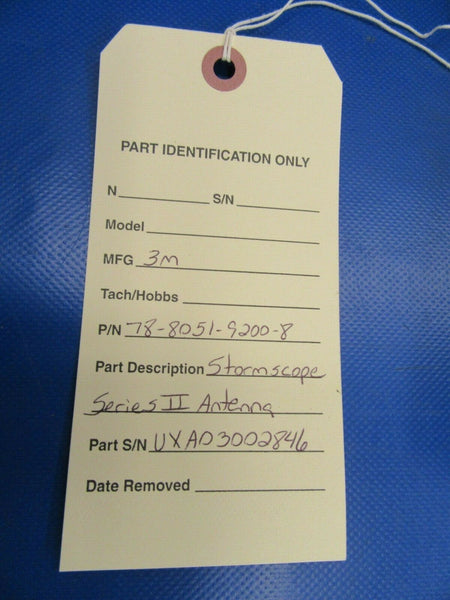 PART IDENTIFICATION ONLY
N S/N
Model
MFG 3M
Tach/Hobbs
P/N 78-8051-9200-8
Part Description Stormscope
Series II Antenna
Part S/N UXAD3002846
Date Removed